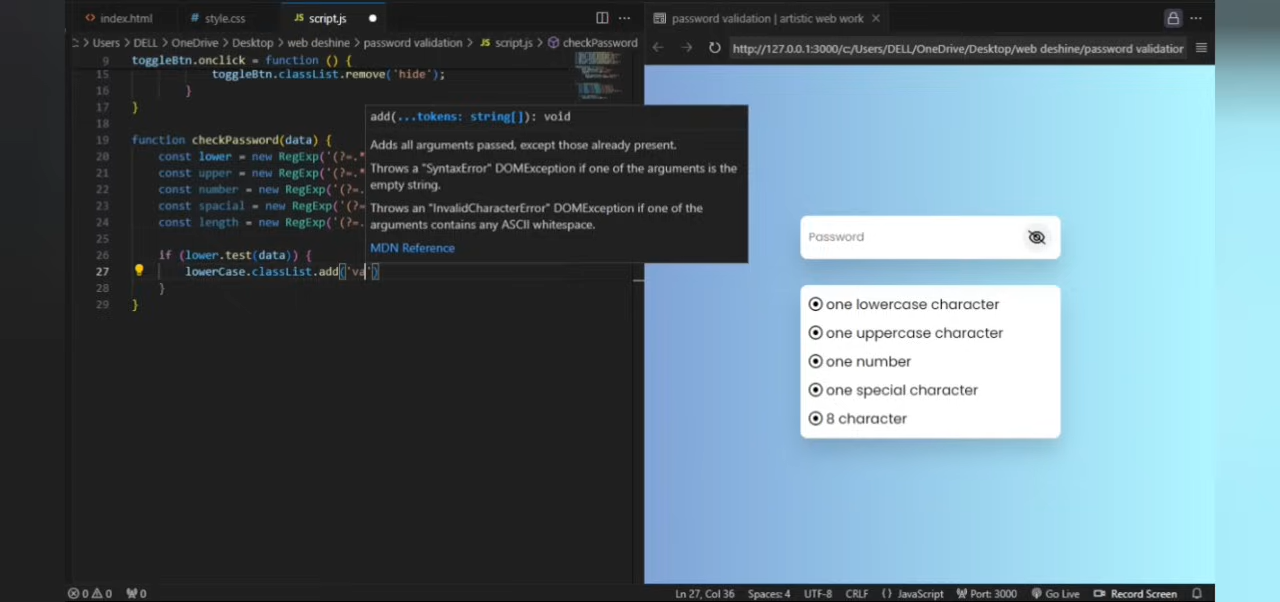 index.html
style.css
script.js
Users > DELL > OneDrive > Desktop > web deshine > password validation > JS script.js > checkPassword
9 toggleBtn.onclick = function () {
15 toggleBtn.classList.remove('hide');
16 }
17 }
18
19 function checkPassword(data) {
20 const lower = new RegExp('(?=.*
21 const upper = new RegExp('(?=.*
22 const number = new RegExp('(?=.
23 const spacial = new RegExp('(?=.
24 const length = new RegExp('(?=.
25
26 if (lower.test(data)) {
27 lowerCase.classList.add('va')
28 }
29 }
add(...tokens: string[]): void
Adds all arguments passed, except those already present.
Throws a "SyntaxError" DOMException if one of the arguments is the
empty string.
Throws an "InvalidCharacterError" DOMException if one of the
arguments contains any ASCII whitespace.
MDN Reference
password validation | artistic web work
http://127.0.0.1:3000/c:/Users/DELL/OneDrive/Desktop/web deshine/password validation
Password
one lowercase character
one uppercase character
one number
one special character
8 character
0 0 0
Ln 27, Col 36 Spaces: 4 UTF-8 CRLF {} JavaScript Port: 3000 Go Live Record Screen